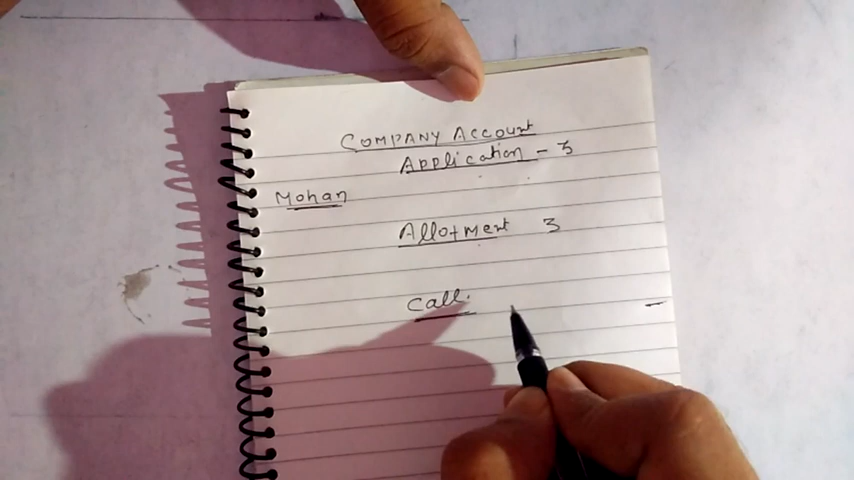 COMPANY ACCOUNT
Application - 3
Mohan
Allotment 3
Call.